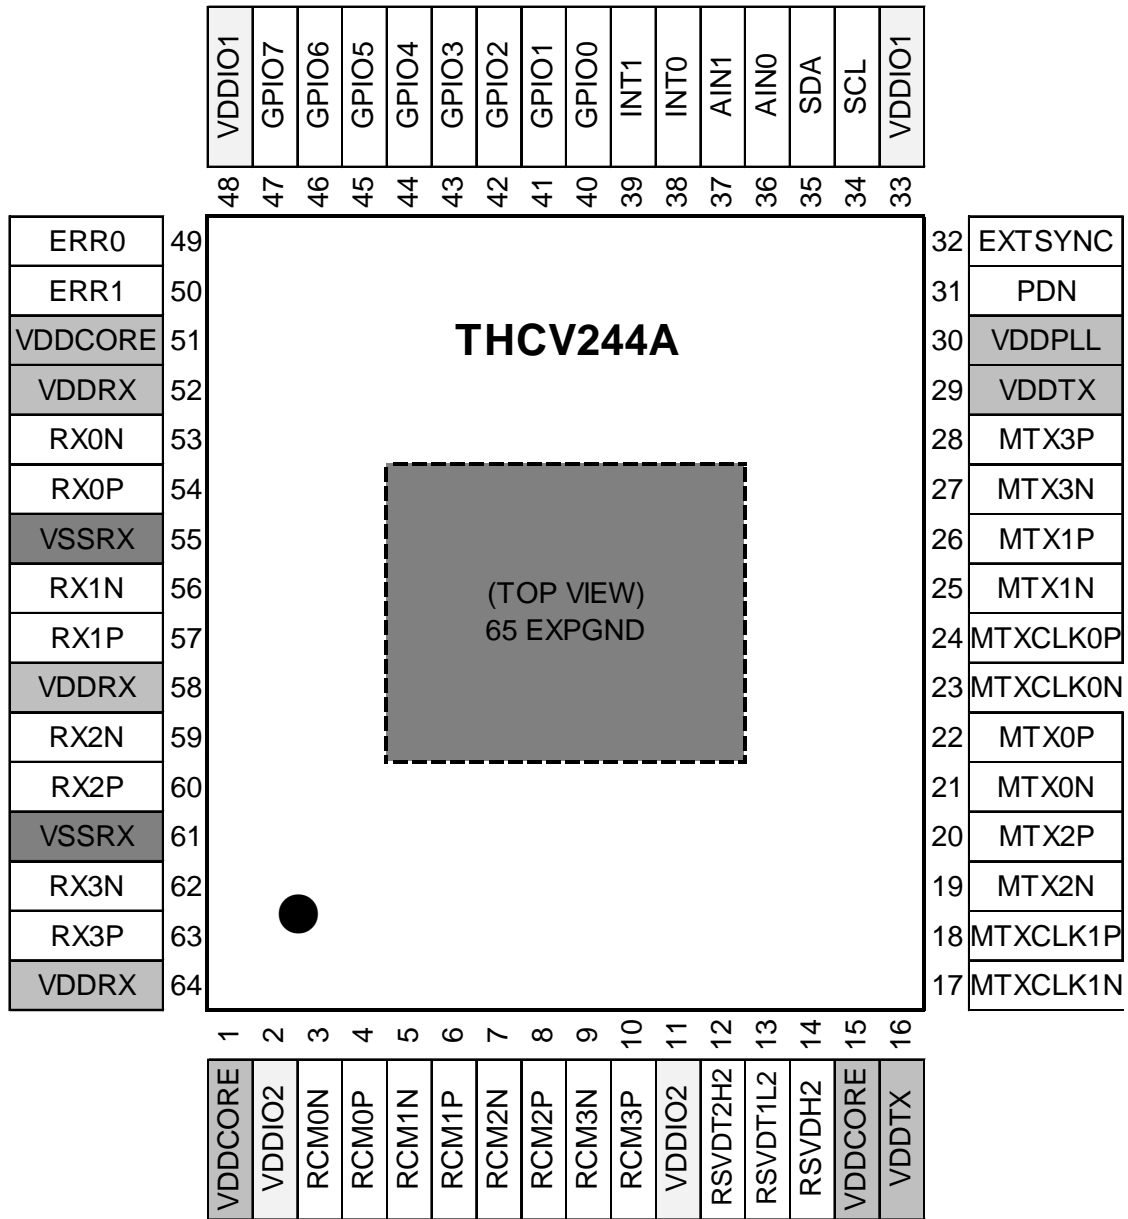 VDDIO1 GPIO7 GPIO6 GPIO5 GPIO4 GPIO3 GPIO2 GPIO1 GPIO0 INT1 INT0 AIN1 AIN0 SDA SCL VDDIO1
48 47 46 45 44 43 42 41 40 39 38 37 36 35 34 33
ERR0 49 32 EXTSYNC
ERR1 50 31 PDN
VDDCORE 51 THCV244A 30 VDDPLL
VDDRX 52 29 VDDTX
RX0N 53 28 MTX3P
RX0P 54 27 MTX3N
VSSRX 55 26 MTX1P
RX1N 56 (TOP VIEW) 25 MTX1N
RX1P 57 65 EXPGND 24 MTXCLK0P
VDDRX 58 23 MTXCLK0N
RX2N 59 22 MTX0P
RX2P 60 21 MTX0N
VSSRX 61 20 MTX2P
RX3N 62 19 MTX2N
RX3P 63 18 MTXCLK1P
VDDRX 64 17 MTXCLK1N
1 2 3 4 5 6 7 8 9 10 11 12 13 14 15 16
VDDCORE VDDIO2 RCM0N RCM0P RCM1N RCM1P RCM2N RCM2P RCM3N RCM3P VDDIO2 RSVDT2H2 RSVDT1L2 RSVDH2 VDDCORE VDDTX